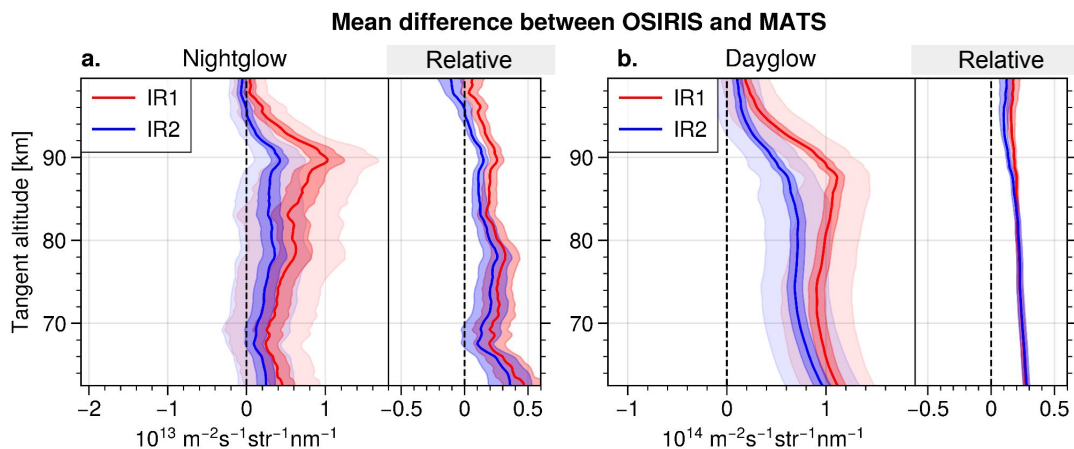 Mean difference between OSIRIS and MATS
a. Nightglow Relative b. Dayglow Relative
IR1
IR2
IR1
IR2
Tangent altitude [km]
90
80
70
90
80
70
−2 −1 0 1 −0.5 0 0.5 −1 0 1 −0.5 0 0.5
10¹³ m⁻²s⁻¹str⁻¹nm⁻¹ 10¹⁴ m⁻²s⁻¹str⁻¹nm⁻¹